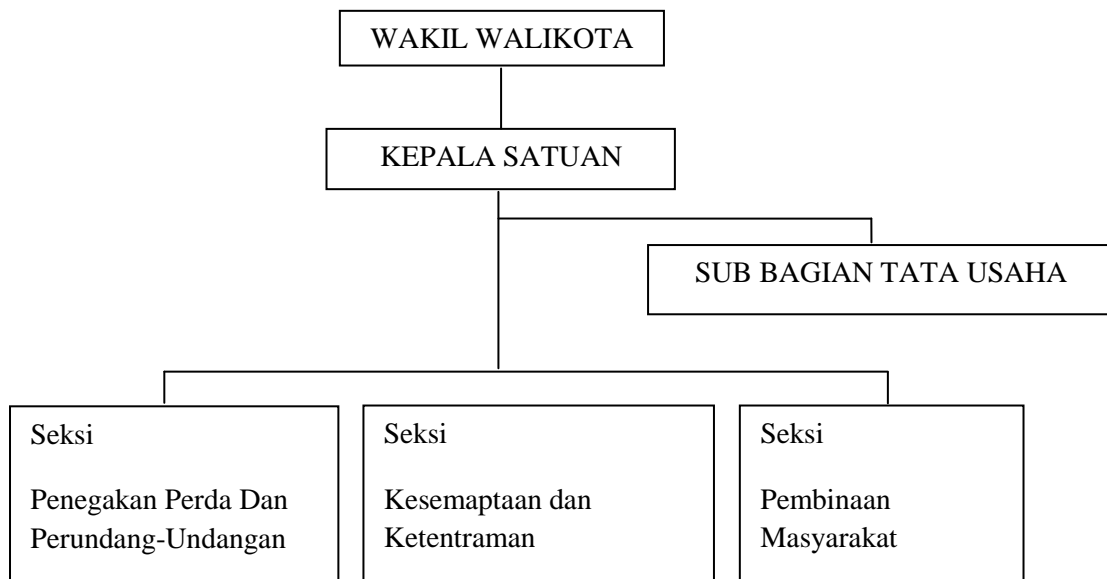 WAKIL WALIKOTA
KEPALA SATUAN
SUB BAGIAN TATA USAHA
Seksi
Penegakan Perda Dan
Perundang-Undangan
Seksi
Kesemaptaan dan
Ketentraman
Seksi
Pembinaan
Masyarakat